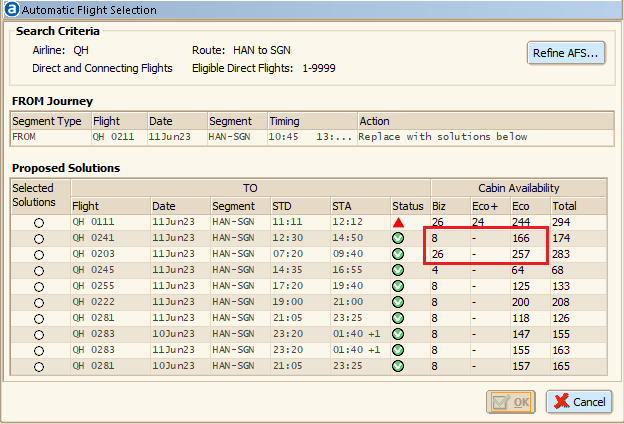 a Automatic Flight Selection
Search Criteria
Airline: QH Route: HAN to SGN
Direct and Connecting Flights Eligible Direct Flights: 1-9999
Refine AFS...
FROM Journey
Segment Type Flight Date Segment Timing Action
FROM QH 0211 11Jun23 HAN-SGN 10:45 13:... Replace with solutions below
Proposed Solutions
Selected Solutions TO Cabin Availability
Flight Date Segment STD STA Status Biz Eco+ Eco Total
QH 0111 11Jun23 HAN-SGN 11:11 12:12 26 24 244 294
QH 0241 11Jun23 HAN-SGN 12:30 14:50 8 - 166 174
QH 0203 11Jun23 HAN-SGN 07:20 09:40 26 - 257 283
QH 0245 11Jun23 HAN-SGN 14:35 16:55 4 - 64 68
QH 0255 11Jun23 HAN-SGN 17:20 19:40 8 - 125 133
QH 0222 11Jun23 HAN-SGN 19:00 21:00 8 - 200 208
QH 0281 11Jun23 HAN-SGN 21:05 23:25 8 - 118 126
QH 0283 10Jun23 HAN-SGN 23:20 01:40 +1 8 - 147 155
QH 0283 11Jun23 HAN-SGN 23:20 01:40 +1 8 - 155 163
QH 0281 10Jun23 HAN-SGN 21:05 23:25 8 - 157 165
OK Cancel